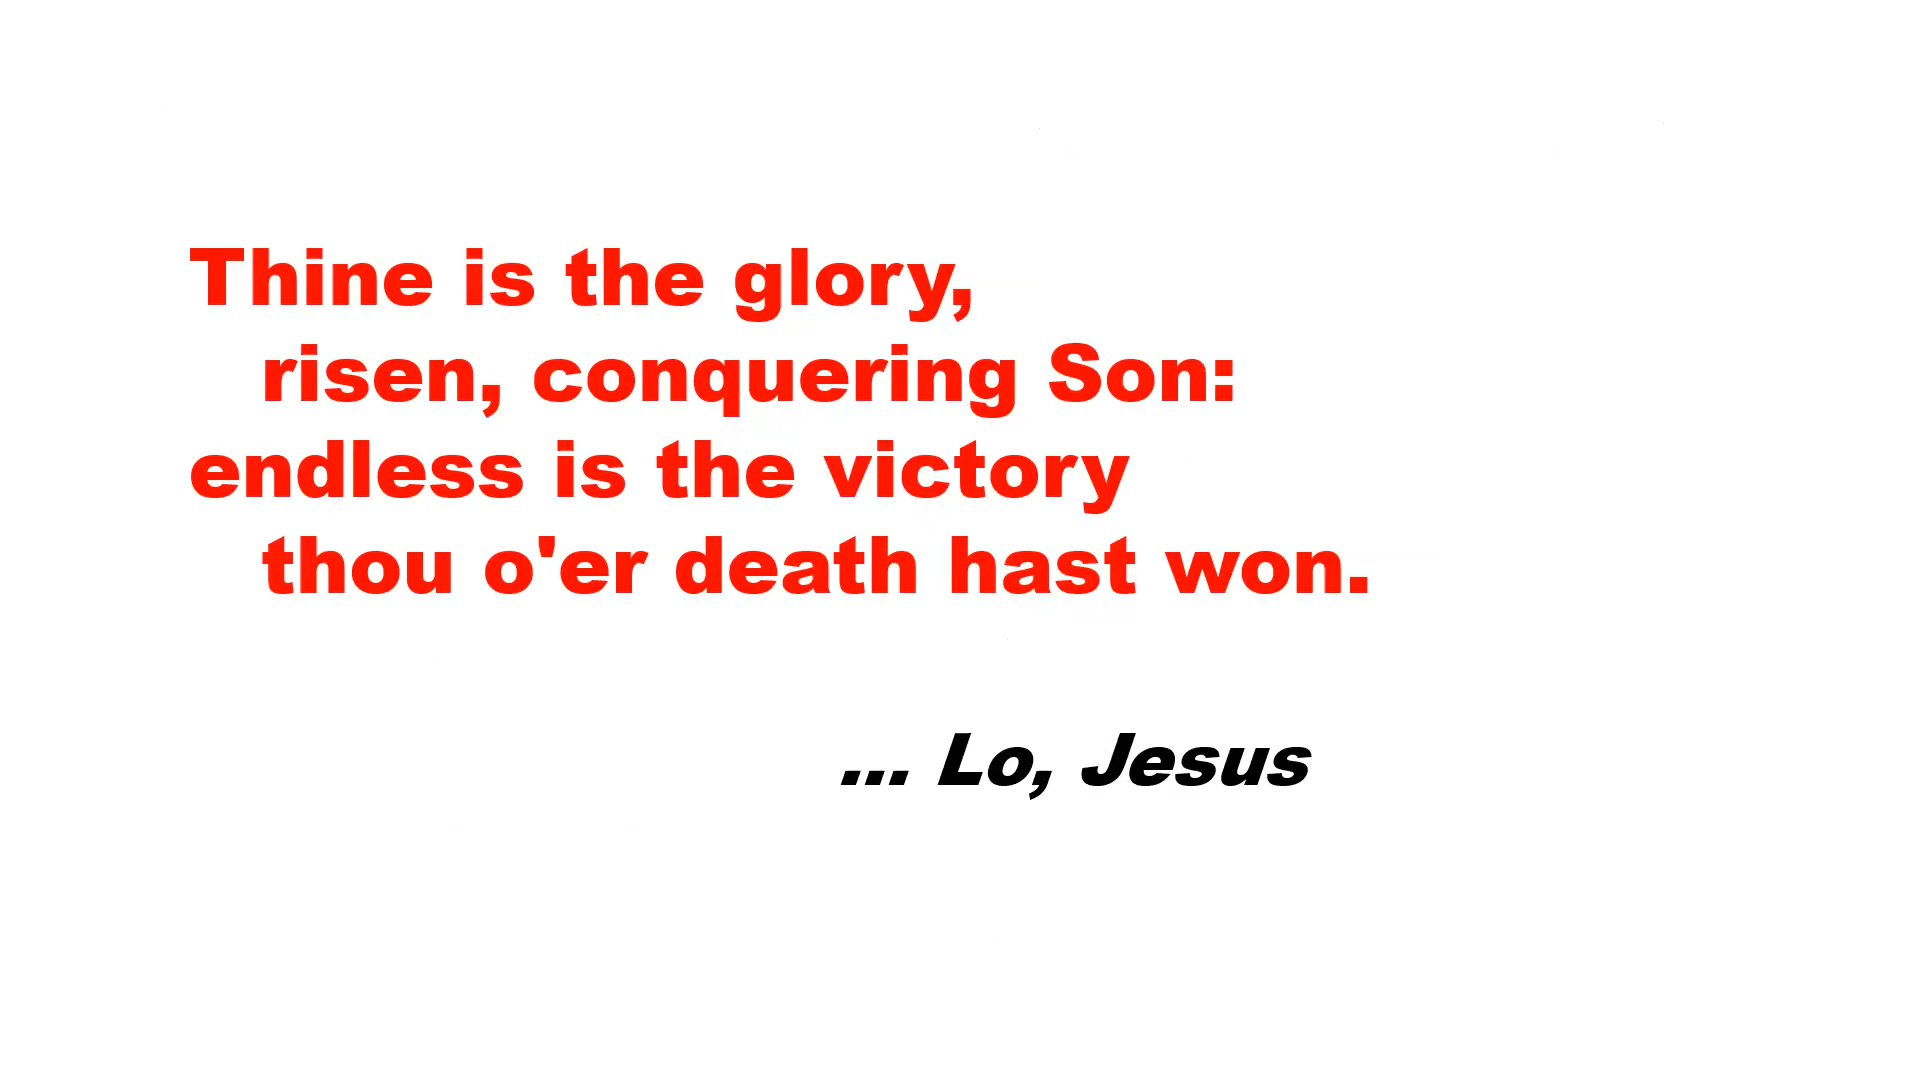 Thine is the glory,
risen, conquering Son:
endless is the victory
thou o'er death hast won.
... Lo, Jesus